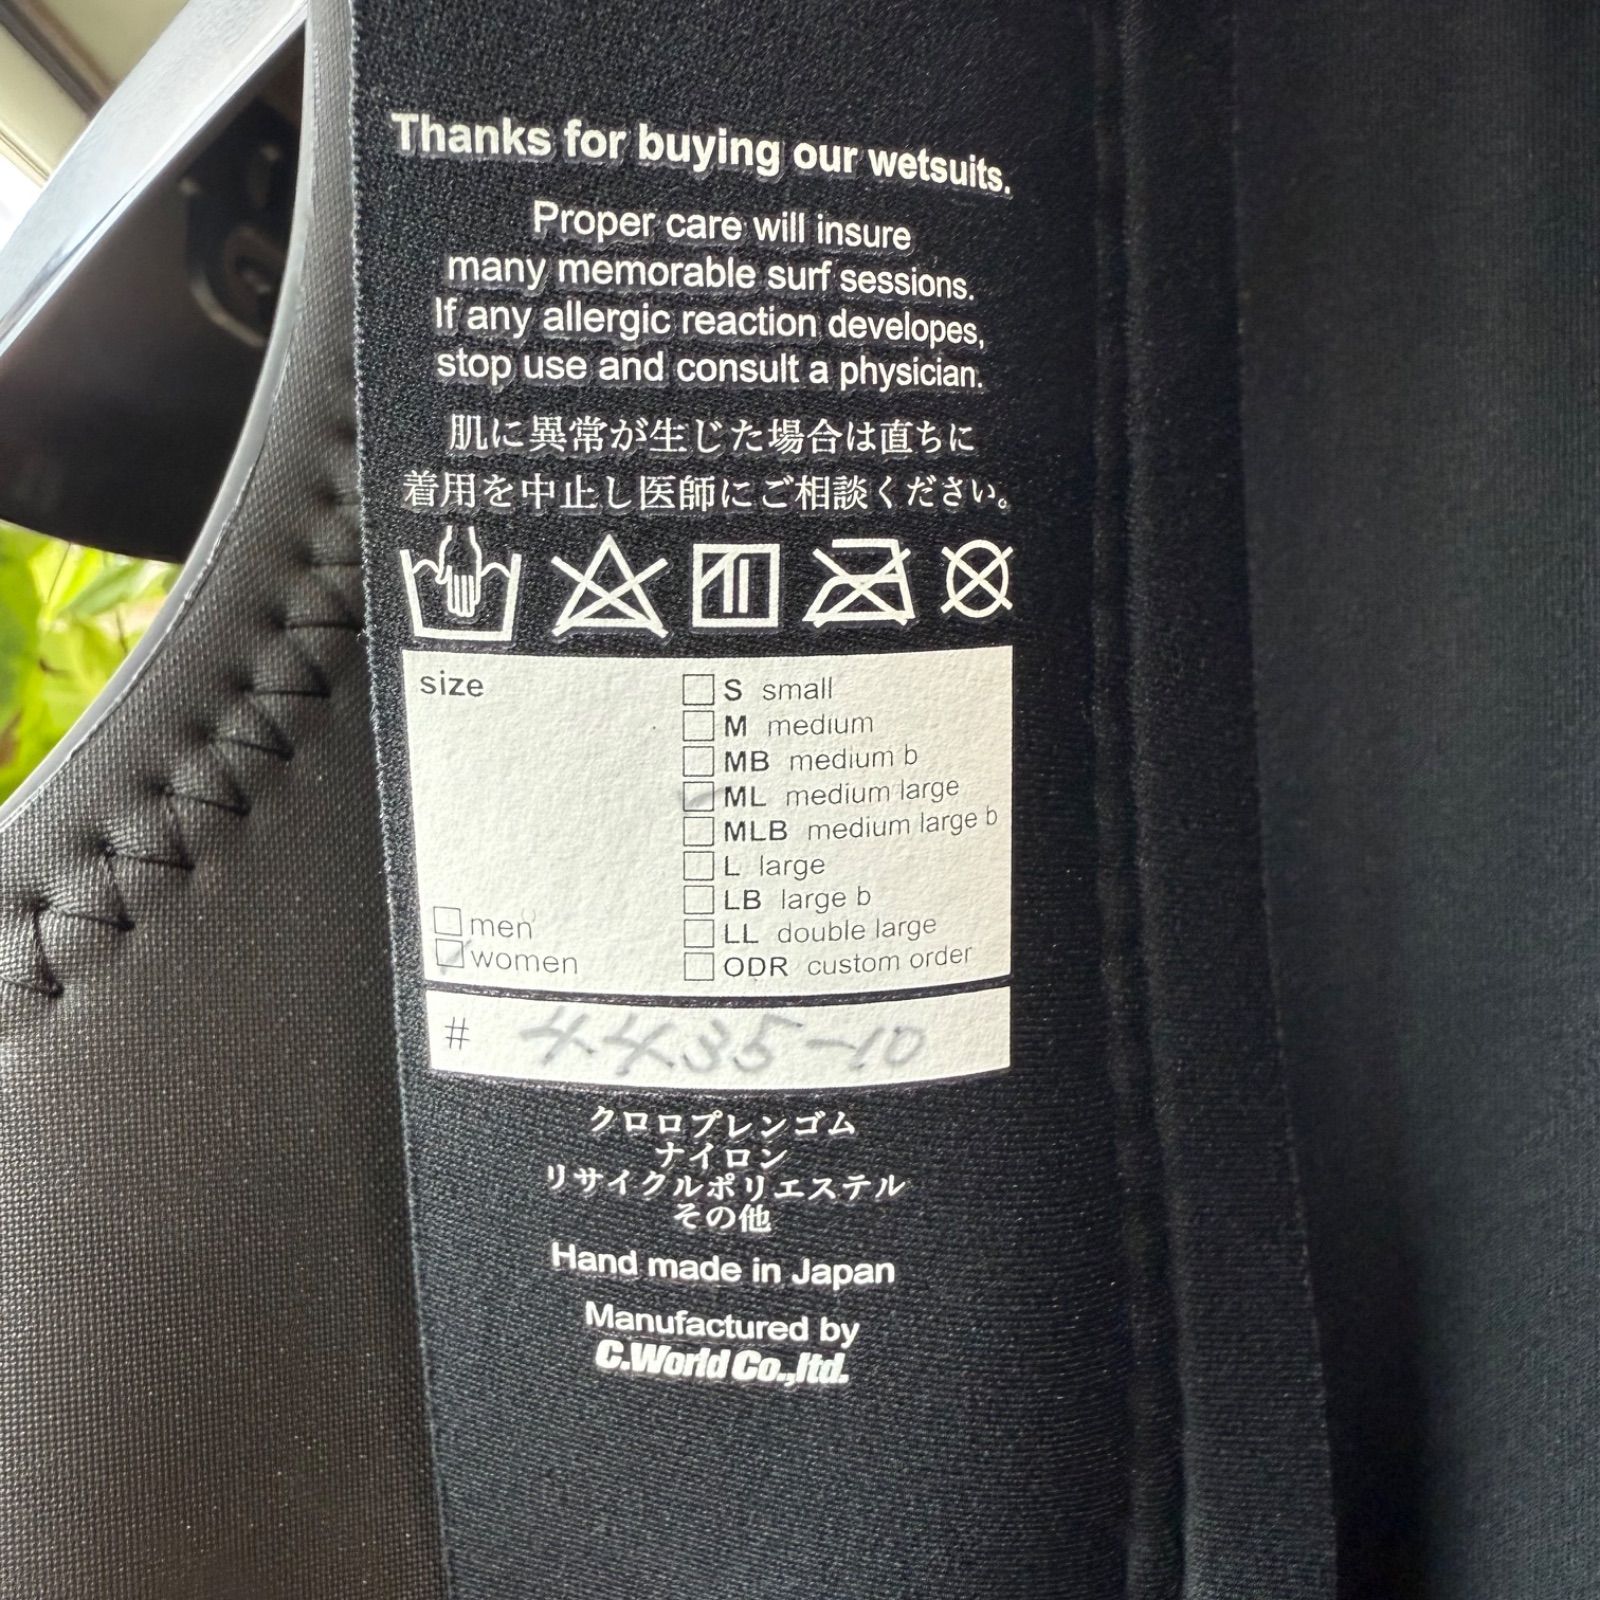 Thanks for buying our wetsuits.
Proper care will insure
many memorable surf sessions.
If any allergic reaction developes,
stop use and consult a physician.
肌に異常が生じた場合は直ちに
着用を中止し医師にご相談ください。
size
S small
M medium
MB medium b
ML medium large
MLB medium large b
L large
LB large b
LL double large
ODR custom order
men
women
# 4435-10
クロロプレンゴム
ナイロン
リサイクルポリエステル
その他
Hand made in Japan
Manufactured by
C.World Co.,ltd.